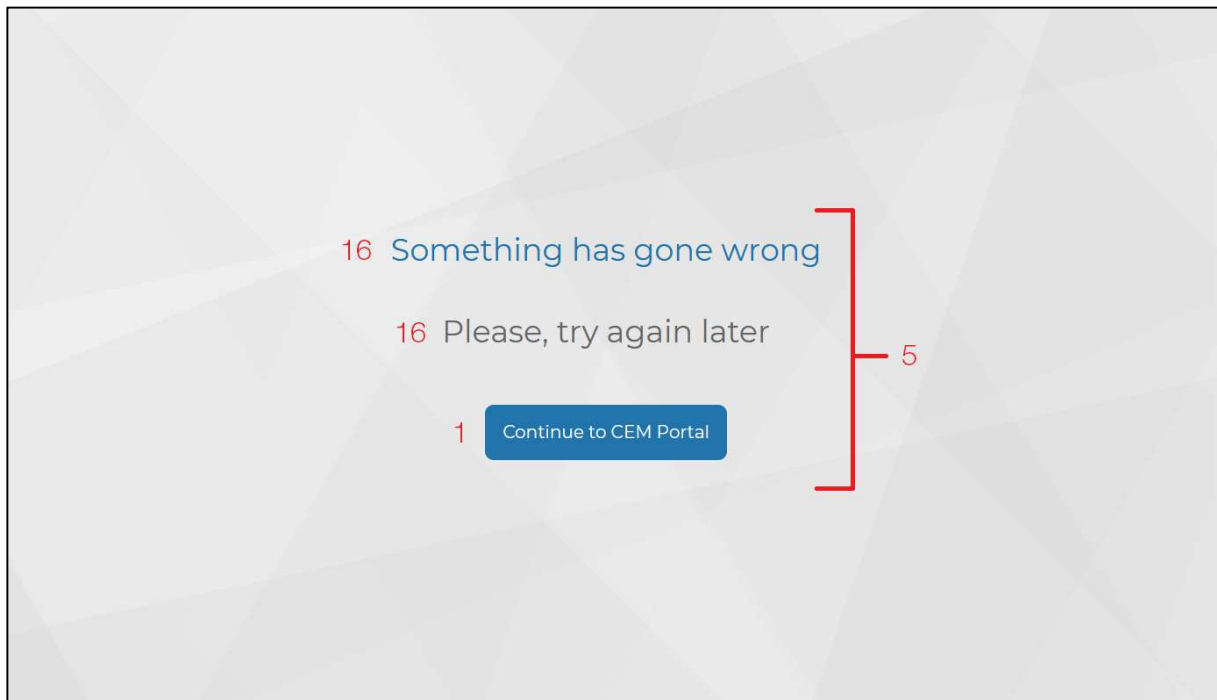 16 Something has gone wrong
16 Please, try again later
5
1 Continue to CEM Portal